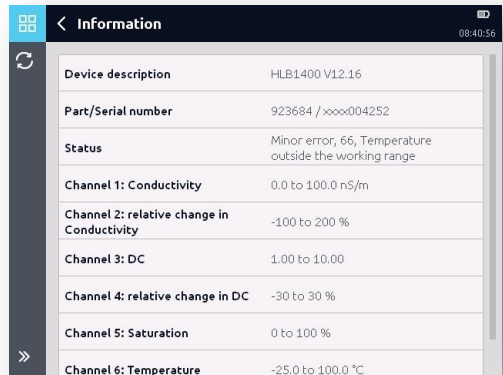 Information
08:40:56
Device description HLB1400 V12.16
Part/Serial number 923684 / xxxx004252
Status Minor error, 66, Temperature
outside the working range
Channel 1: Conductivity 0.0 to 100.0 nS/m
Channel 2: relative change in
Conductivity -100 to 200 %
Channel 3: DC 1.00 to 10.00
Channel 4: relative change in DC -30 to 30 %
Channel 5: Saturation 0 to 100 %
Channel 6: Temperature -25.0 to 100.0 °C